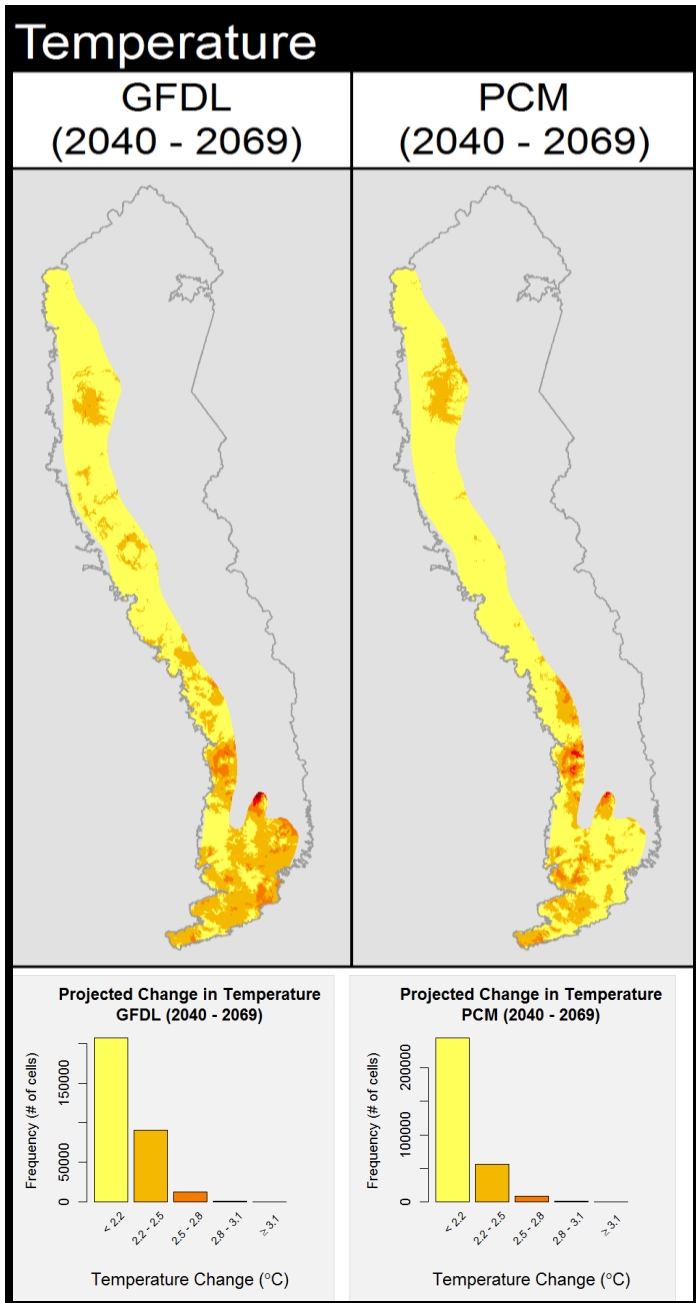 Temperature
GFDL
(2040 - 2069)
PCM
(2040 - 2069)
Projected Change in Temperature
GFDL (2040 - 2069)
Frequency (# of cells)
150000
50000
0
< 2.2
2.2 - 2.5
2.5 - 2.8
2.8 - 3.1
≥ 3.1
Temperature Change (°C)
Projected Change in Temperature
PCM (2040 - 2069)
Frequency (# of cells)
200000
100000
0
< 2.2
2.2 - 2.5
2.5 - 2.8
2.8 - 3.1
≥ 3.1
Temperature Change (°C)